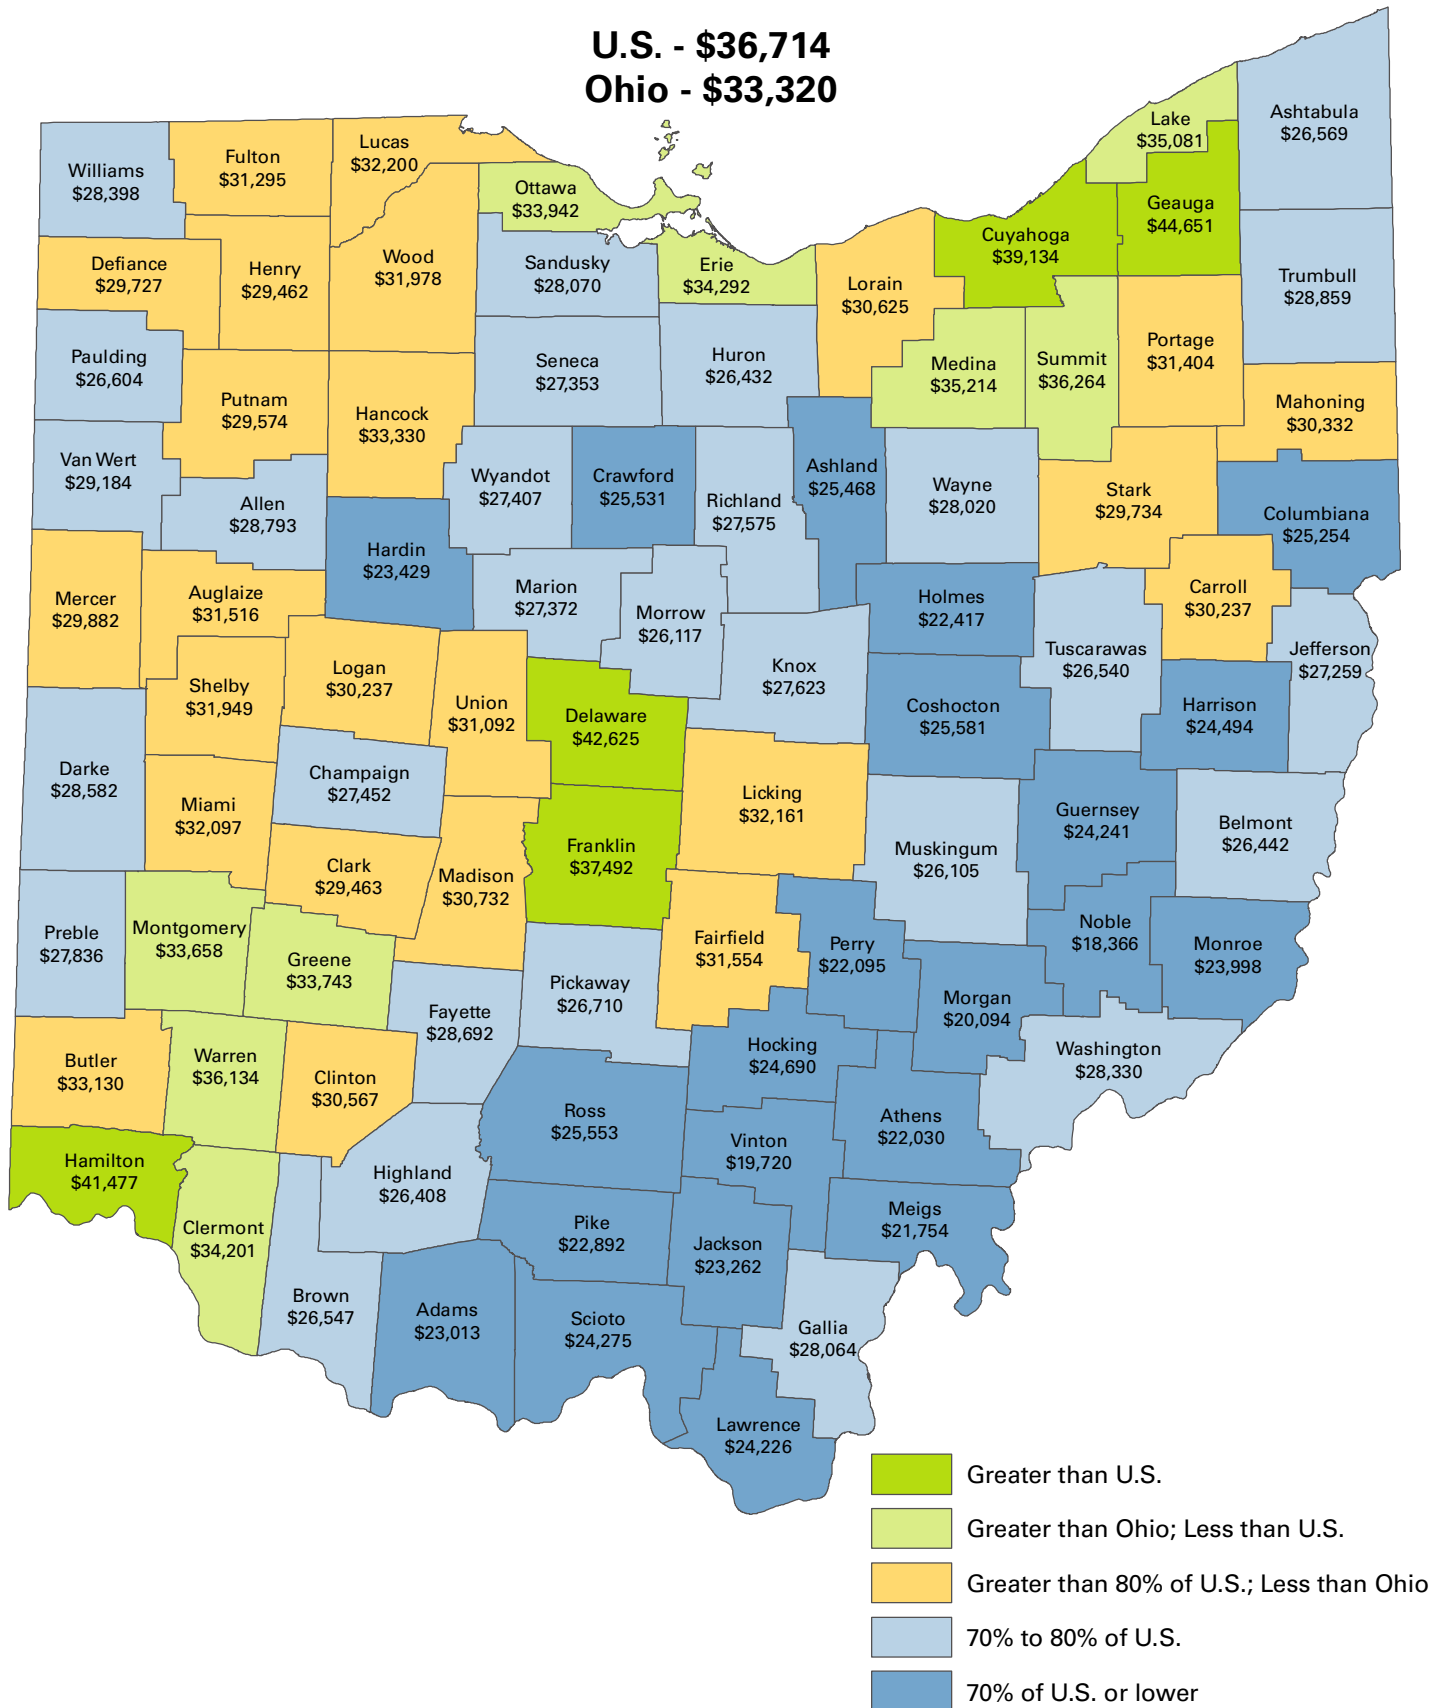 U.S. - $36,714
Ohio - $33,320
Ashtabula
$26,569
Lake
$35,081
Williams
$28,398
Fulton
$31,295
Lucas
$32,200
Ottawa
$33,942
Geauga
$44,651
Cuyahoga
$39,134
Defiance
$29,727
Henry
$29,462
Wood
$31,978
Sandusky
$28,070
Erie
$34,292
Lorain
$30,625
Trumbull
$28,859
Paulding
$26,604
Seneca
$27,353
Huron
$26,432
Medina
$35,214
Summit
$36,264
Portage
$31,404
Putnam
$29,574
Hancock
$33,330
Mahoning
$30,332
Van Wert
$29,184
Allen
$28,793
Wyandot
$27,407
Crawford
$25,531
Richland
$27,575
Ashland
$25,468
Wayne
$28,020
Stark
$29,734
Columbiana
$25,254
Hardin
$23,429
Mercer
$29,882
Auglaize
$31,516
Marion
$27,372
Morrow
$26,117
Holmes
$22,417
Carroll
$30,237
Tuscarawas
$26,540
Jefferson
$27,259
Shelby
$31,949
Logan
$30,237
Union
$31,092
Delaware
$42,625
Knox
$27,623
Coshocton
$25,581
Harrison
$24,494
Darke
$28,582
Champaign
$27,452
Miami
$32,097
Licking
$32,161
Guernsey
$24,241
Belmont
$26,442
Clark
$29,463
Madison
$30,732
Franklin
$37,492
Muskingum
$26,105
Preble
$27,836
Montgomery
$33,658
Greene
$33,743
Fairfield
$31,554
Perry
$22,095
Noble
$18,366
Monroe
$23,998
Fayette
$28,692
Pickaway
$26,710
Morgan
$20,094
Butler
$33,130
Warren
$36,134
Clinton
$30,567
Hocking
$24,690
Washington
$28,330
Ross
$25,553
Vinton
$19,720
Athens
$22,030
Hamilton
$41,477
Highland
$26,408
Clermont
$34,201
Pike
$22,892
Jackson
$23,262
Meigs
$21,754
Brown
$26,547
Adams
$23,013
Scioto
$24,275
Gallia
$28,064
Lawrence
$24,226
Greater than U.S.
Greater than Ohio; Less than U.S.
Greater than 80% of U.S.; Less than Ohio
70% to 80% of U.S.
70% of U.S. or lower